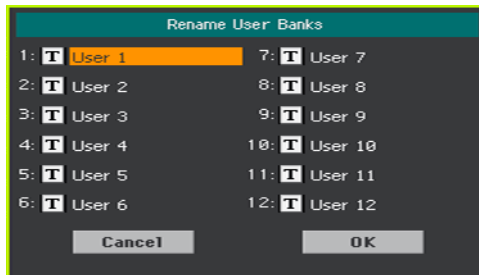 Rename User Banks
1: T User 1
2: T User 2
3: T User 3
4: T User 4
5: T User 5
6: T User 6
7: T User 7
8: T User 8
9: T User 9
10: T User 10
11: T User 11
12: T User 12
Cancel
OK